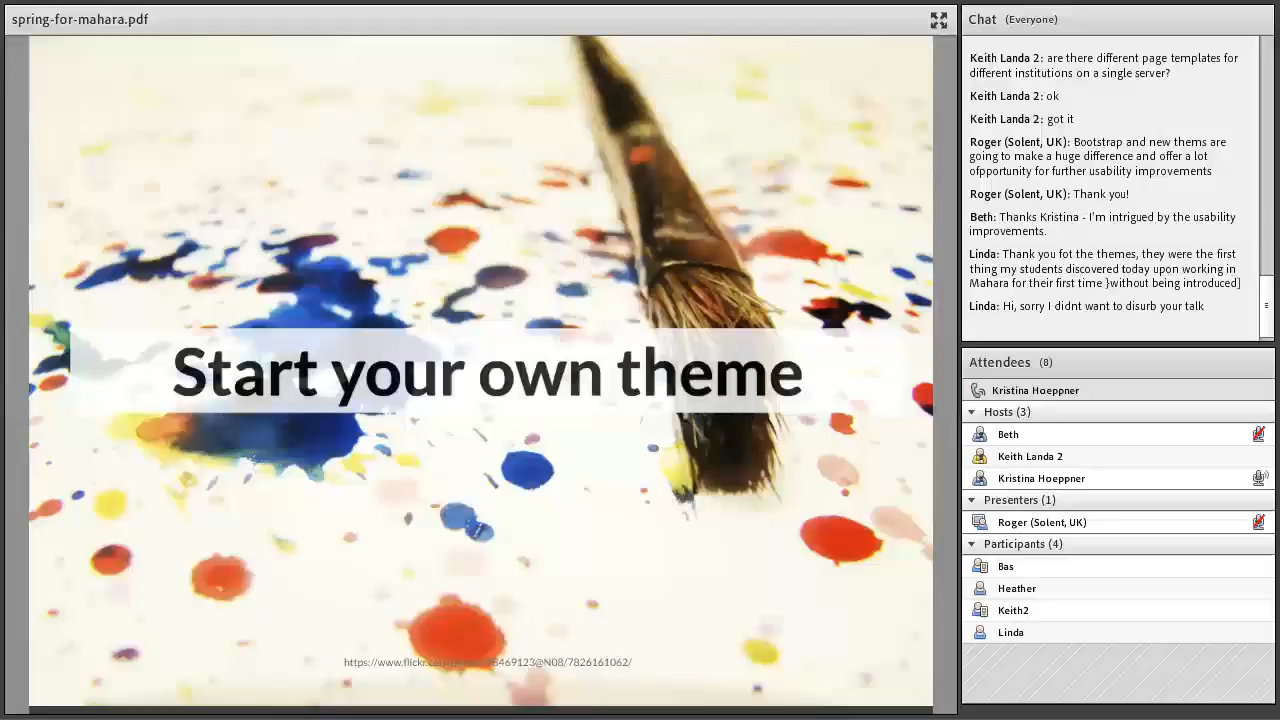 spring-for-mahara.pdf
Start your own theme
Chat (Everyone)
Keith Landa 2: are there different page templates for
different institutions on a single server?
Keith Landa 2: ok
Keith Landa 2: got it
Roger (Solent, UK): Bootstrap and new thems are
going to make a huge difference and offer a lot
ofpportunity for further usability improvements
Roger (Solent, UK): Thank you!
Beth: Thanks Kristina - I'm intrigued by the usability
improvements.
Linda: Thank you fot the themes, they were the first
thing my students discovered today upon working in
Mahara for their first time }without being introduced]
Linda: Hi, sorry I didnt want to disurb your talk
Attendees (8)
Kristina Hoeppner
Hosts (3)
Beth
Keith Landa 2
Kristina Hoeppner
Presenters (1)
Roger (Solent, UK)
Participants (4)
Bas
Heather
Keith2
Linda